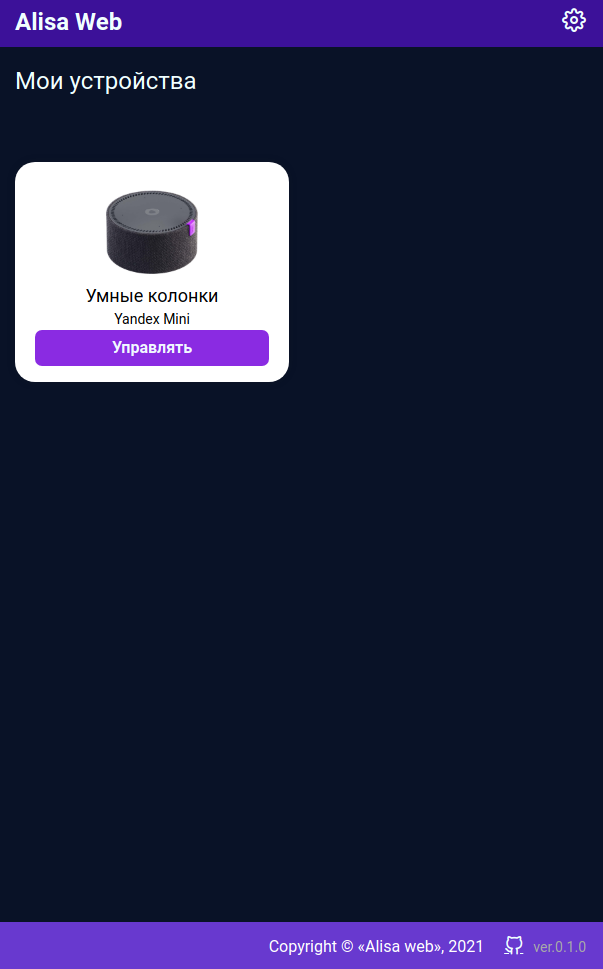 Alisa Web
Мои устройства
Умные колонки
Yandex Mini
Управлять
Copyright © «Alisa web», 2021 ver.0.1.0